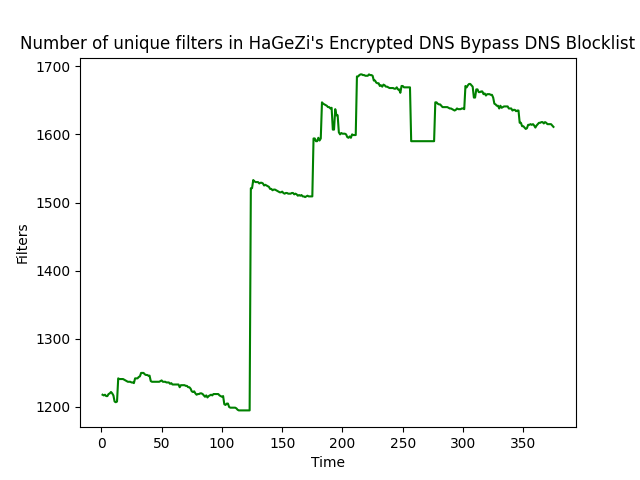 Number of unique filters in HaGeZi's Encrypted DNS Bypass DNS Blocklist
1700
1600
1500
1400
1300
1200
Filters
0 50 100 150 200 250 300 350
Time